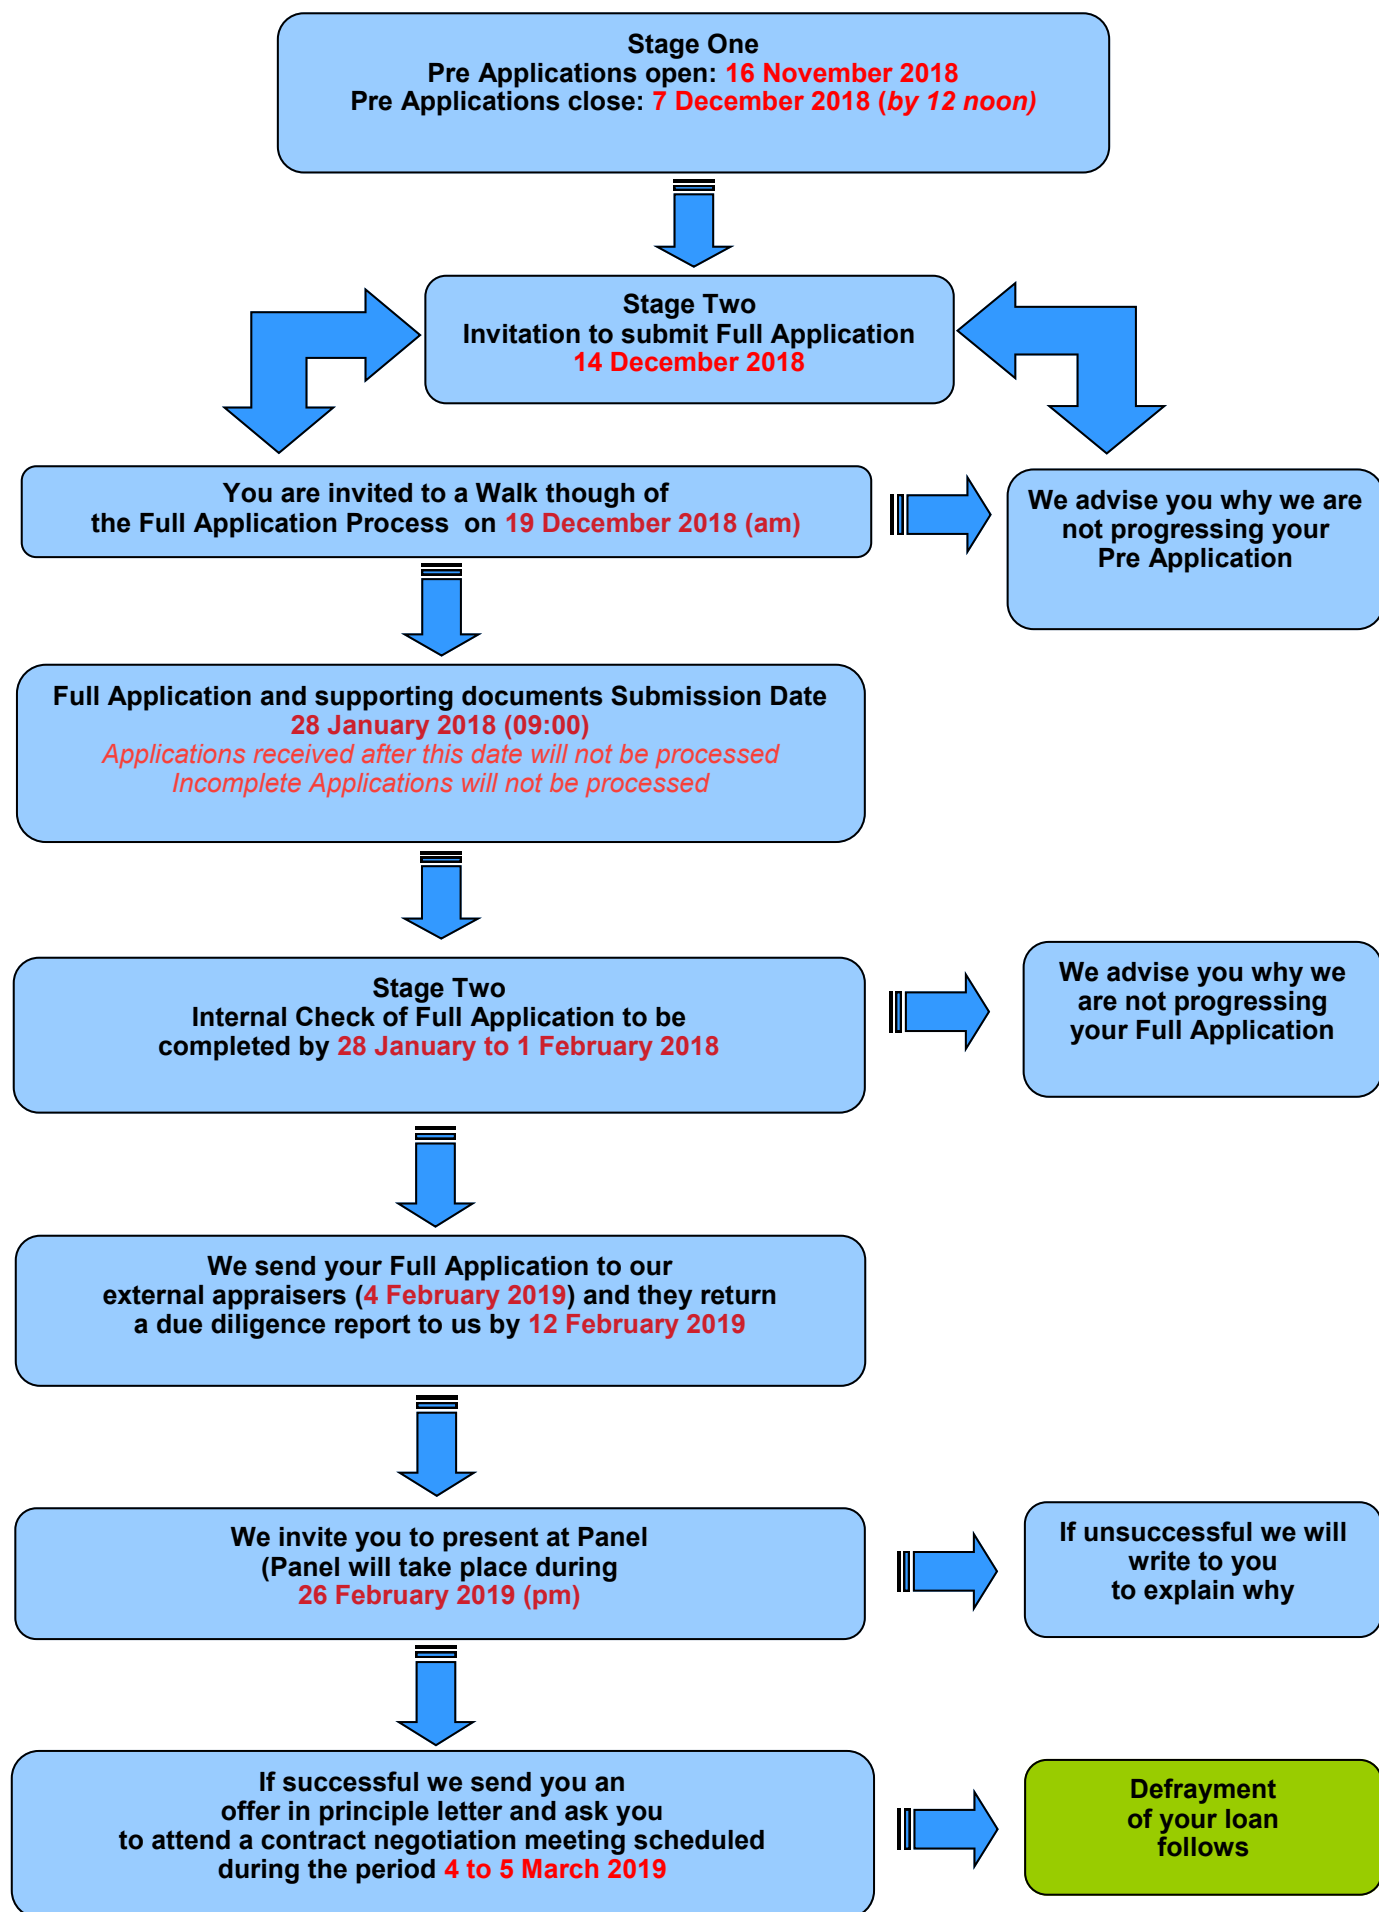 Stage One
Pre Applications open: 16 November 2018
Pre Applications close: 7 December 2018 (by 12 noon)
Stage Two
Invitation to submit Full Application
14 December 2018
You are invited to a Walk though of
the Full Application Process on 19 December 2018 (am)
We advise you why we are
not progressing your
Pre Application
Full Application and supporting documents Submission Date
28 January 2018 (09:00)
Applications received after this date will not be processed
Incomplete Applications will not be processed
Stage Two
Internal Check of Full Application to be
completed by 28 January to 1 February 2018
We advise you why we
are not progressing
your Full Application
We send your Full Application to our
external appraisers (4 February 2019) and they return
a due diligence report to us by 12 February 2019
We invite you to present at Panel
(Panel will take place during
26 February 2019 (pm)
If unsuccessful we will
write to you
to explain why
If successful we send you an
offer in principle letter and ask you
to attend a contract negotiation meeting scheduled
during the period 4 to 5 March 2019
Defrayment
of your loan
follows